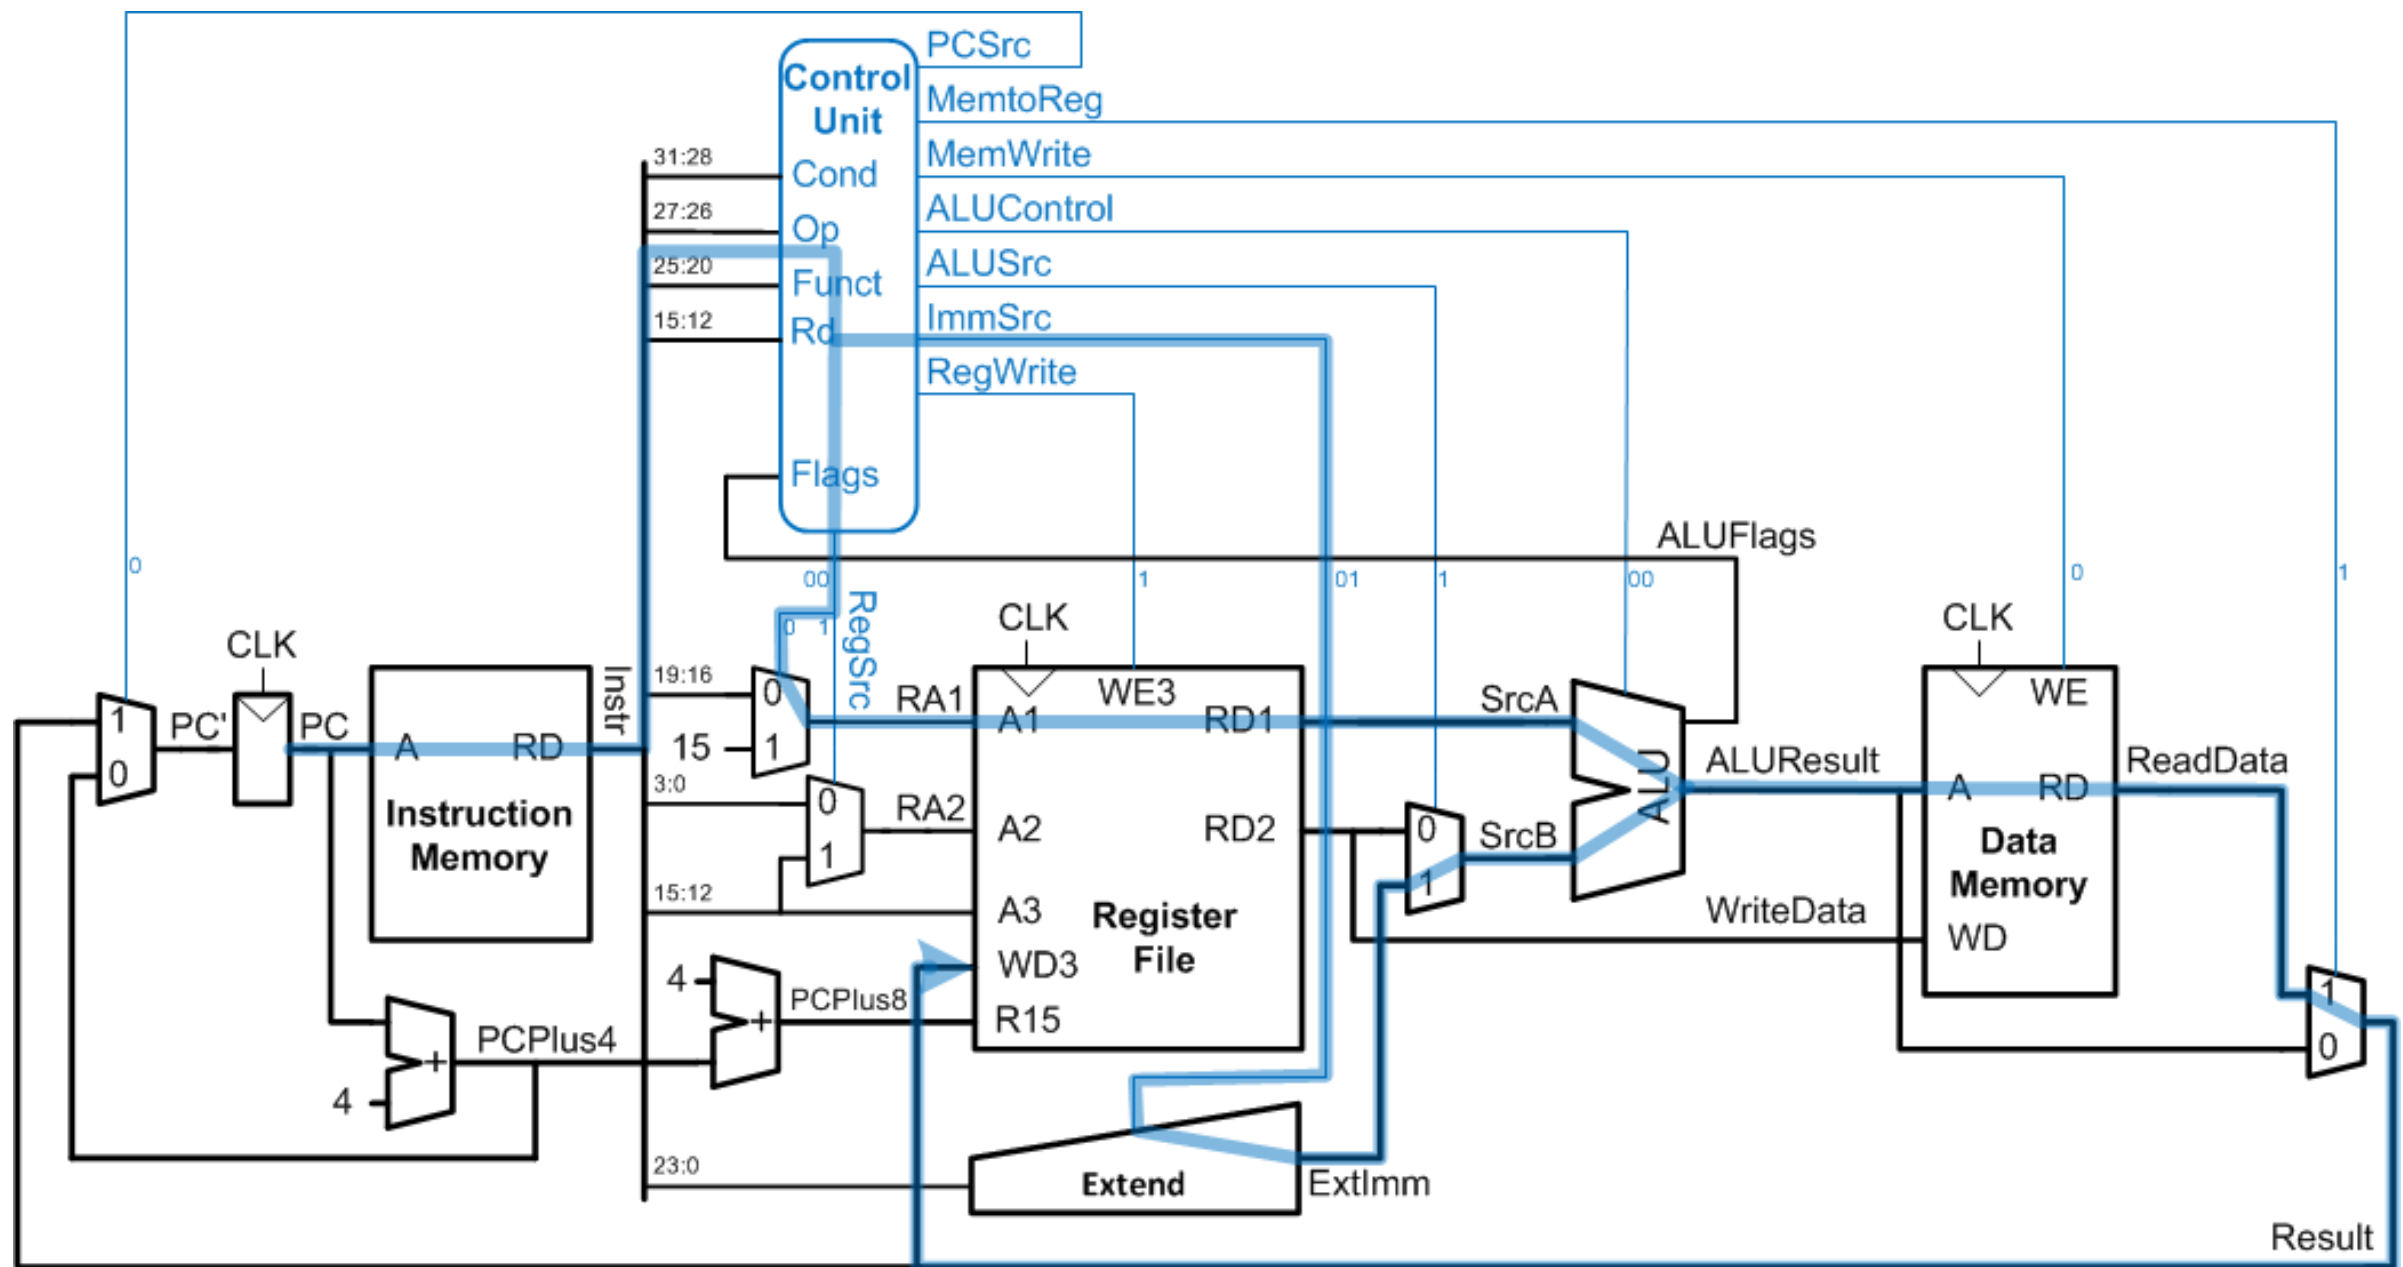 PCSrc
Control
Unit
MemtoReg
MemWrite
31:28
Cond
27:26
Op
ALUControl
25:20
Funct
ALUSrc
15:12
Rd
ImmSrc
RegWrite
Flags
ALUFlags
0
00
1
01
1
00
0
1
RegSrc
0 1
CLK
CLK
CLK
Instr
19:16
0
RA1
A1
WE3
RD1
SrcA
WE
1
PC'
PC
A
RD
15
1
ALU
ALUResult
A
RD
ReadData
0
3:0
0
RA2
A2
RD2
0
SrcB
Instruction
Memory
1
1
Data
Memory
15:12
A3
Register
File
WriteData
WD
4
WD3
PCPlus8
+
R15
1
0
PCPlus4
+
4
23:0
Extend
ExtImm
Result